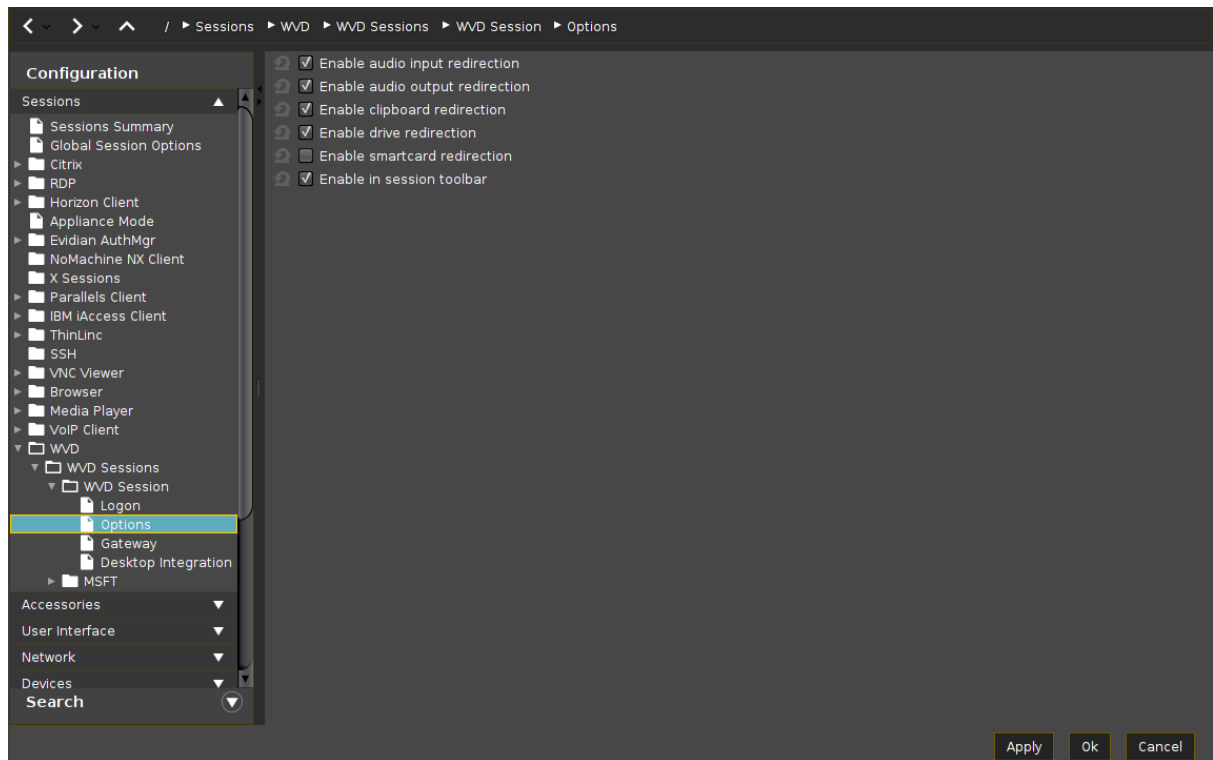 / Sessions WVD WVD Sessions WVD Session Options
Configuration
Sessions
Sessions Summary
Global Session Options
Citrix
RDP
Horizon Client
Appliance Mode
Evidian AuthMgr
NoMachine NX Client
X Sessions
Parallels Client
IBM iAccess Client
ThinLinc
SSH
VNC Viewer
Browser
Media Player
VoIP Client
WVD
WVD Sessions
WVD Session
Logon
Options
Gateway
Desktop Integration
MSFT
Accessories
User Interface
Network
Devices
Search
Enable audio input redirection
Enable audio output redirection
Enable clipboard redirection
Enable drive redirection
Enable smartcard redirection
Enable in session toolbar
Apply Ok Cancel